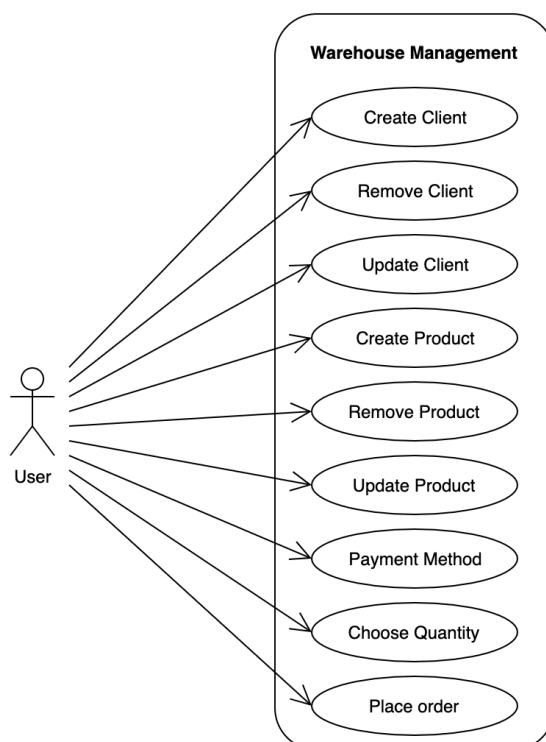 Warehouse Management
Create Client
Remove Client
Update Client
Create Product
Remove Product
User
Update Product
Payment Method
Choose Quantity
Place order